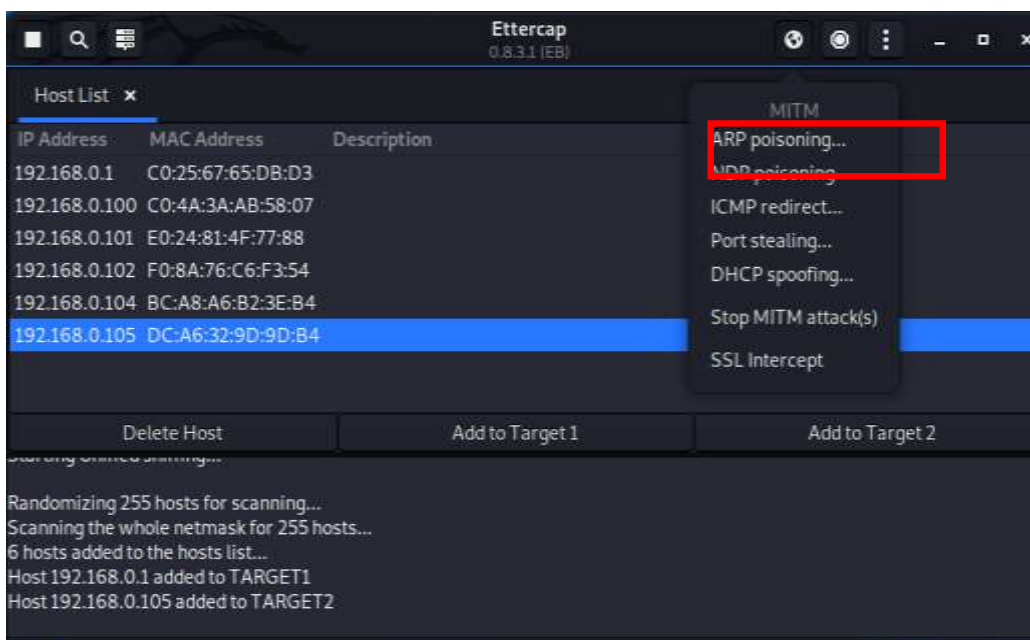 Ettercap
0.8.3.1 (EB)
Host List ×
MITM
IP Address MAC Address Description
ARP poisoning...
192.168.0.1 C0:25:67:65:DB:D3
NDP poisoning
192.168.0.100 C0:4A:3A:AB:58:07
ICMP redirect...
192.168.0.101 E0:24:81:4F:77:88
Port stealing...
192.168.0.102 F0:8A:76:C6:F3:54
DHCP spoofing...
192.168.0.104 BC:A8:A6:B2:3E:B4
Stop MITM attack(s)
192.168.0.105 DC:A6:32:9D:9D:B4
SSL Intercept
Delete Host Add to Target 1 Add to Target 2
Starting Unified sniffing...
Randomizing 255 hosts for scanning...
Scanning the whole netmask for 255 hosts...
6 hosts added to the hosts list...
Host 192.168.0.1 added to TARGET1
Host 192.168.0.105 added to TARGET2